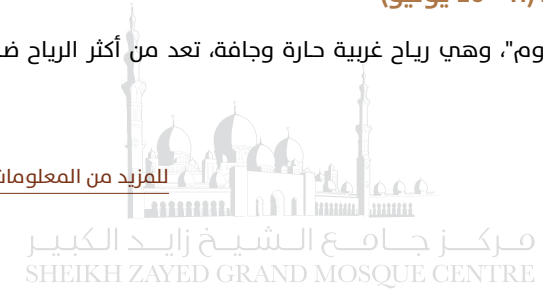 يونيو)
وم"، وهي رياح غربية حارة وجافة، تعد من أكثر الرياح
للمزيد من المعلومات
مركز جامع الشيخ زايد الكبير
SHEIKH ZAYED GRAND MOSQUE CENTRE